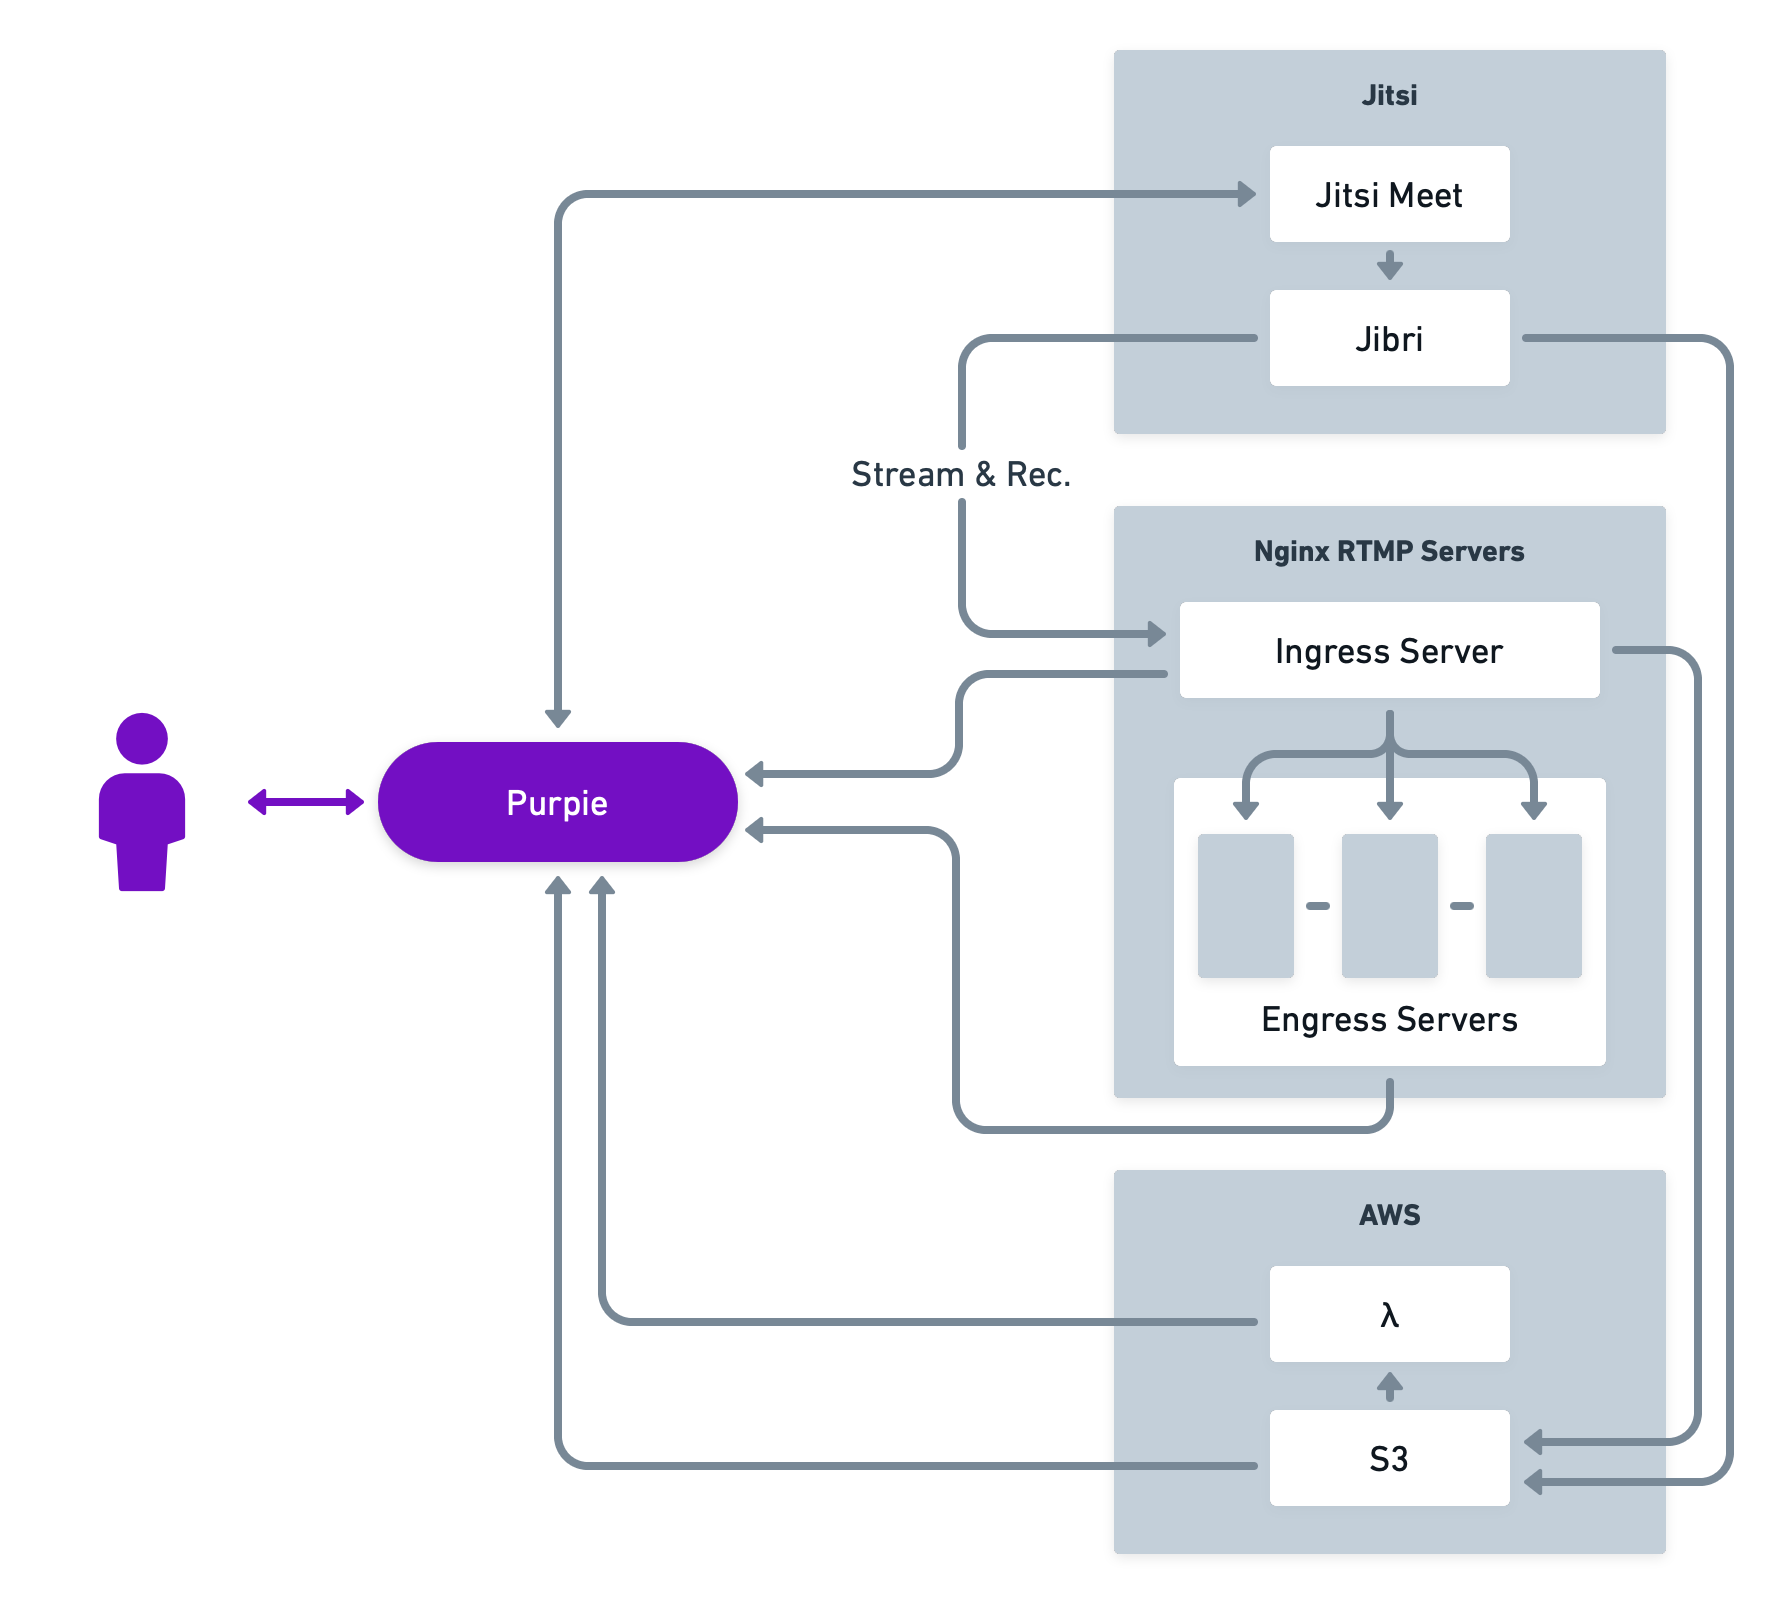 Jitsi
Jitsi Meet
Jibri
Stream & Rec.
Nginx RTMP Servers
Ingress Server
Purpie
Engress Servers
AWS
λ
S3